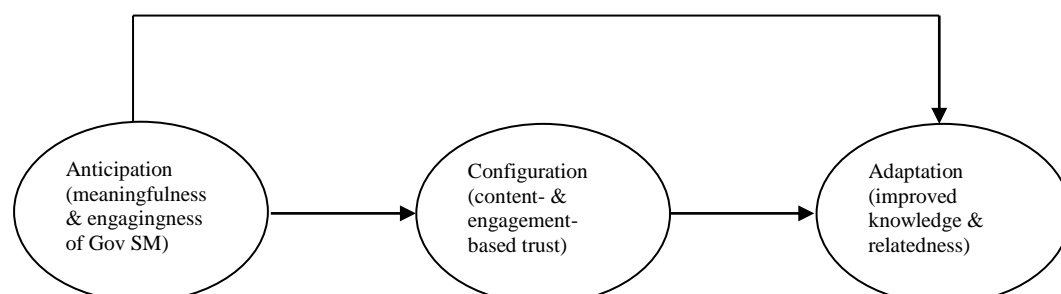 Anticipation
(meaningfulness
& engagingness
of Gov SM)
Configuration
(content- &
engagement-
based trust)
Adaptation
(improved
knowledge &
relatedness)